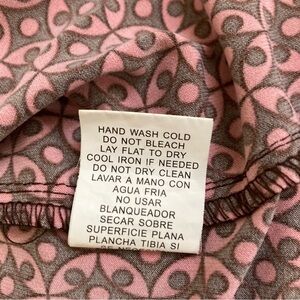 HAND WASH COLD
DO NOT BLEACH
LAY FLAT TO DRY
COOL IRON IF NEEDED
DO NOT DRY CLEAN
LAVAR A MANO CON
AGUA FRIA
NO USAR
BLANQUEADOR
SECAR SOBRE
SUPERFICIE PLANA
PLANCHA TIBIA SI